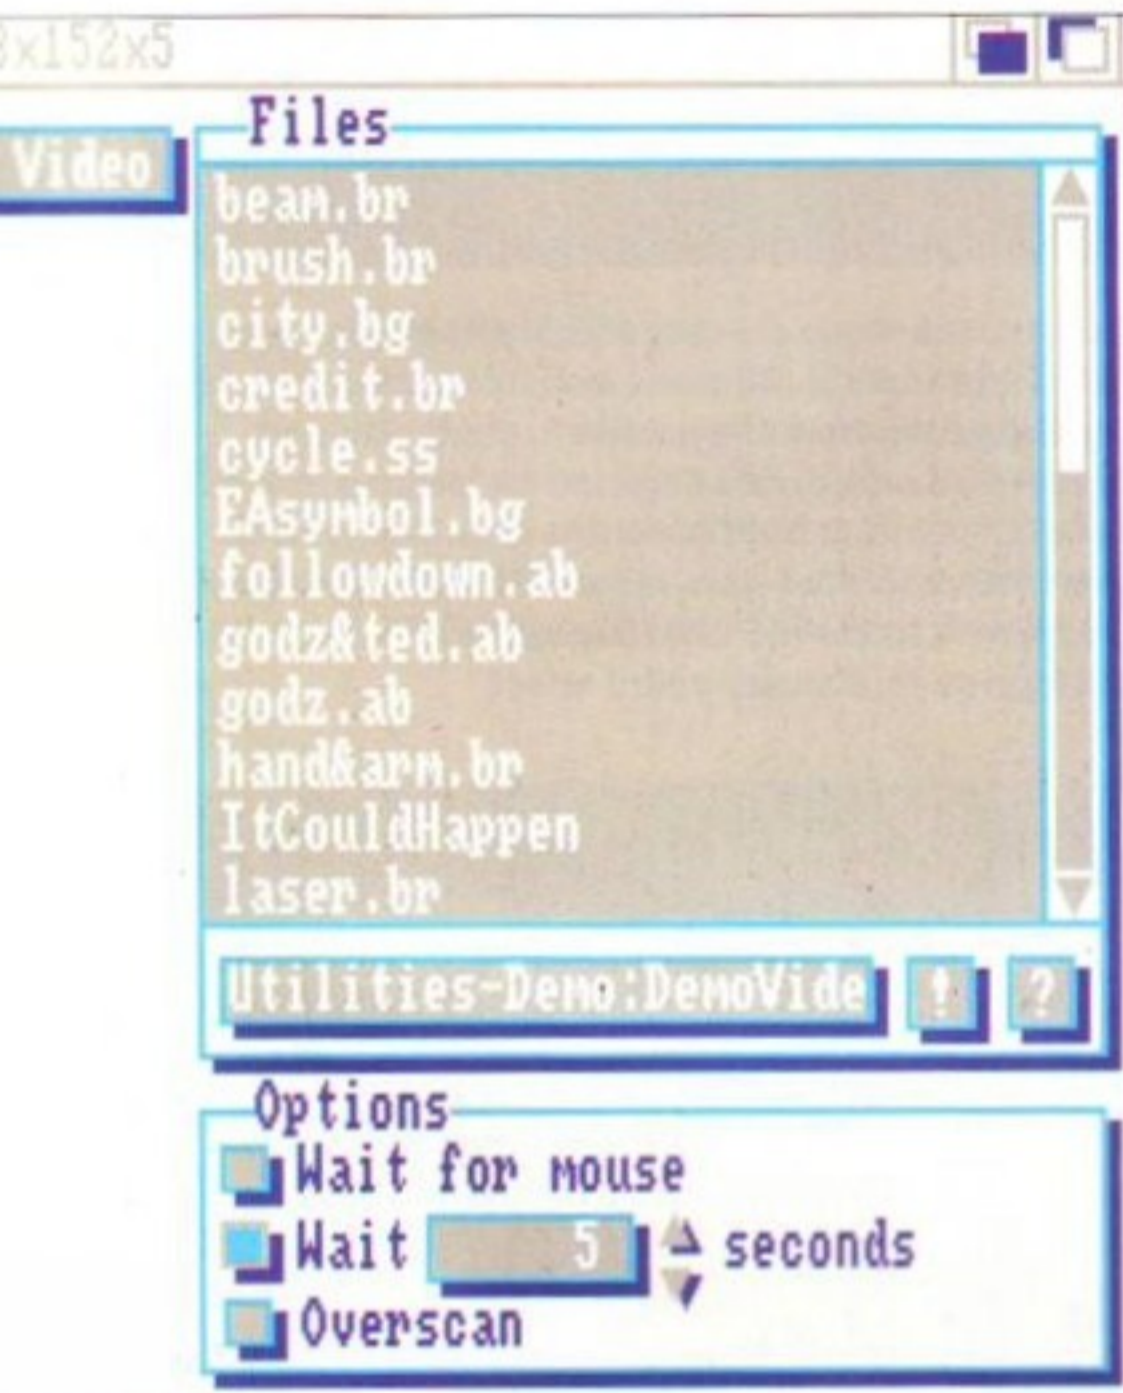 3x152x5
Video
Files
beam.br
brush.br
city.bg
credit.br
cycle.ss
EAsymbol.bg
followdown.ab
godz&ted.ab
godz.ab
hand&arm.br
ItCouldHappen
laser.br
Utilities-Demo:DemoVide ! ?
Options
Wait for mouse
Wait 5 seconds
Overscan